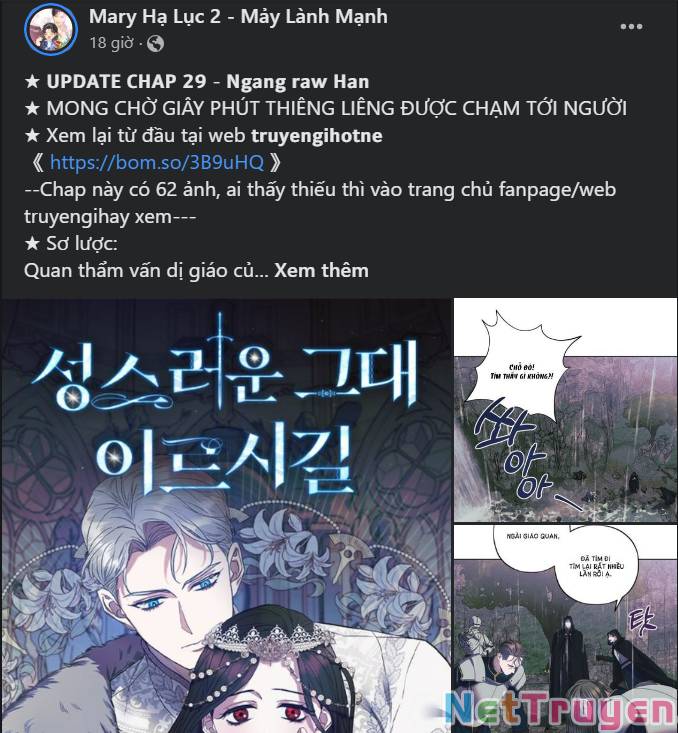 Mary Hạ Lục 2 - Mảy Lành Mạnh
18 giờ ·
★ UPDATE CHAP 29 - Ngang raw Han
★ MONG CHỜ GIÂY PHÚT THIÊNG LIÊNG ĐƯỢC CHẠM TỚI NGƯỜI
★ Xem lại từ đầu tại web truyengihotne
《 https://bom.so/3B9uHQ 》
--Chap này có 62 ảnh, ai thấy thiếu thì vào trang chủ fanpage/web
truyengihay xem---
★ Sơ lược:
Quan thẩm vấn dị giáo củ... Xem thêm
성스러운 그대
이르시길
CHỖ ĐÓ!
TÌM THẤY GÌ KHÔNG?!
쏴
아
아
NGÀI GIÁO QUAN,
ĐÃ TÌM ĐI
TÌM LẠI RẤT NHIỀU
LẦN RỒI Ạ.
탁
NetTruyen